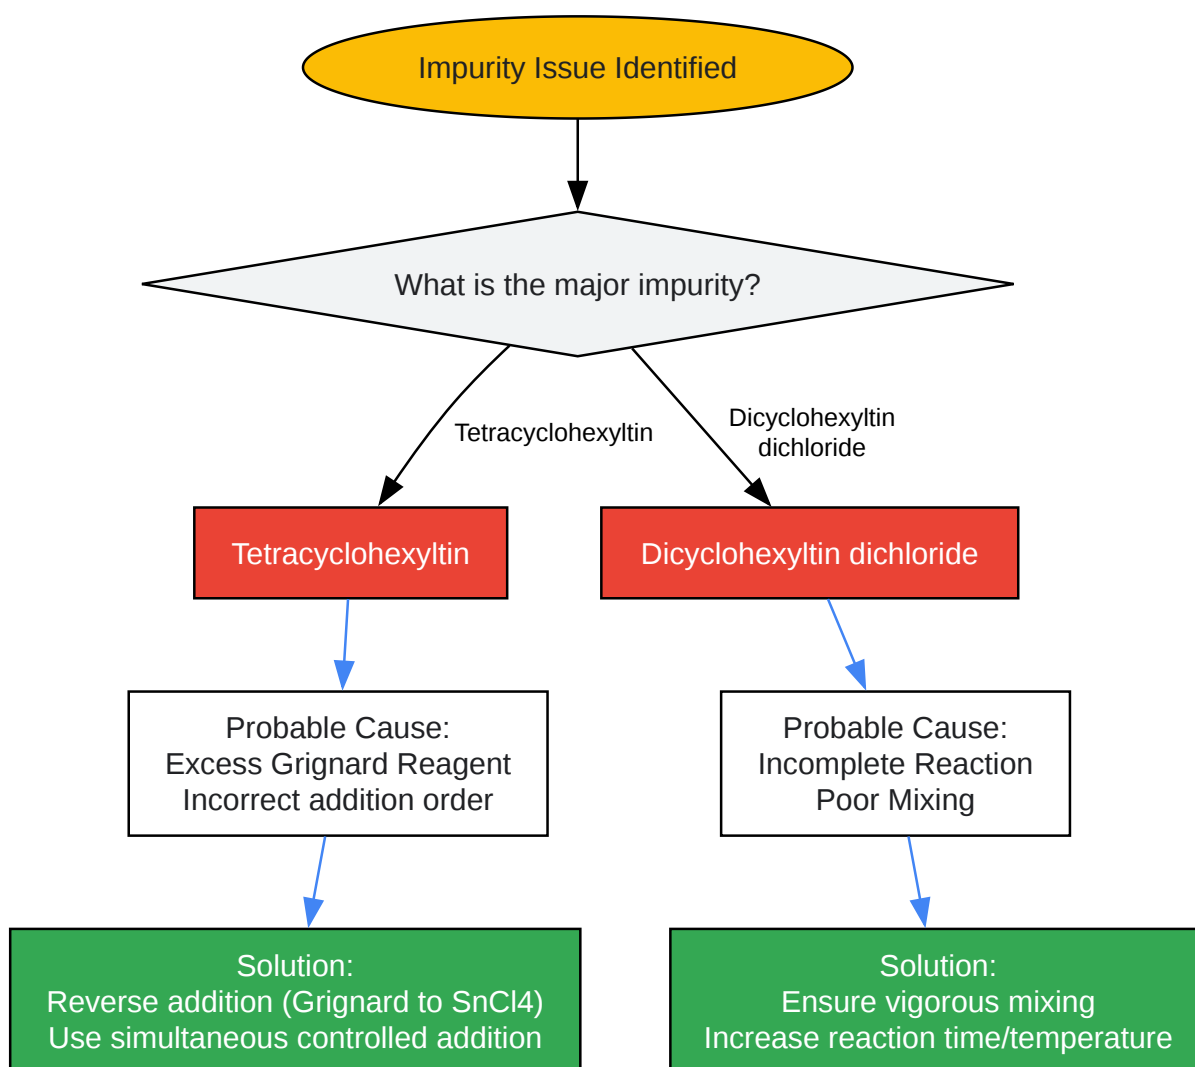 Impurity Issue Identified
What is the major impurity?
Tetracyclohexyltin
Dicyclohexyltin
dichloride
Tetracyclohexyltin
Dicyclohexyltin dichloride
Probable Cause:
Excess Grignard Reagent
Incorrect addition order
Probable Cause:
Incomplete Reaction
Poor Mixing
Solution:
Reverse addition (Grignard to SnCl4)
Use simultaneous controlled addition
Solution:
Ensure vigorous mixing
Increase reaction time/temperature